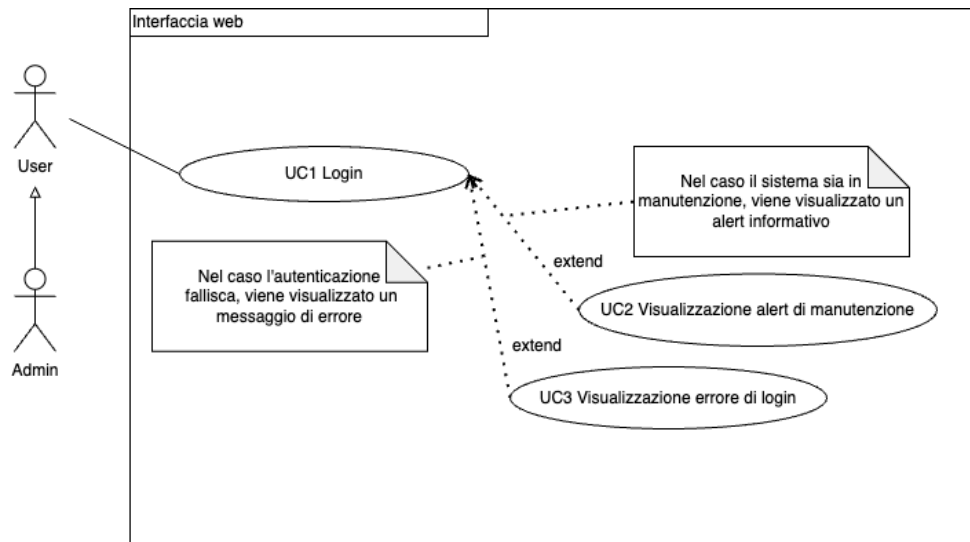 Interfaccia web
User
UC1 Login
Nel caso il sistema sia in
manutenzione, viene visualizzato un
alert informativo
Nel caso l'autenticazione
fallisca, viene visualizzato un
messaggio di errore
extend
UC2 Visualizzazione alert di manutenzione
extend
Admin
UC3 Visualizzazione errore di login